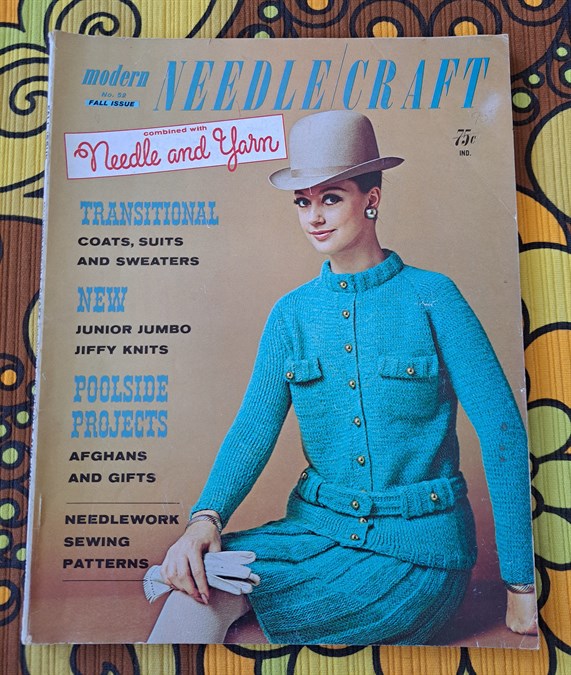 modern NEEDLE/CRAFT
No. 52
FALL ISSUE
combined with
Needle and Yarn
75c
IND.
TRANSITIONAL
COATS, SUITS
AND SWEATERS
NEW
JUNIOR JUMBO
JIFFY KNITS
POOLSIDE
PROJECTS
AFGHANS
AND GIFTS
NEEDLEWORK
SEWING
PATTERNS